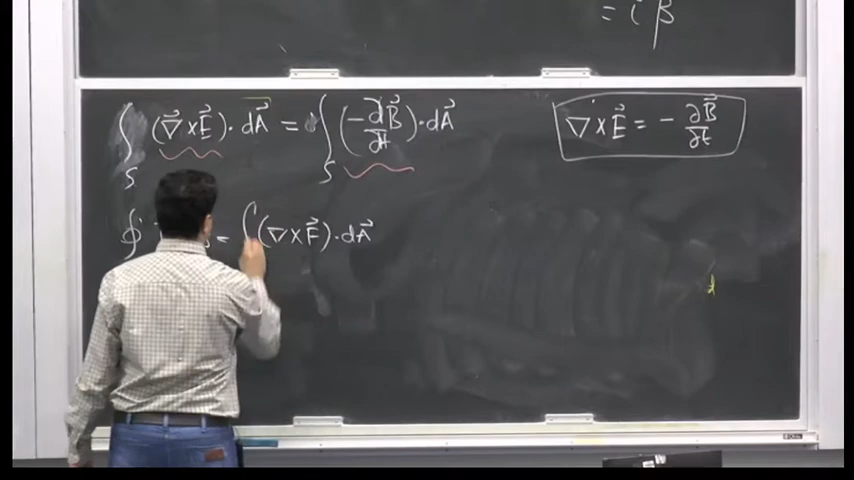 = i β
∫_S (∇⃗ × E⃗) · dA⃗ = ∫_S (− ∂B⃗/∂t) · dA⃗
∇ × E⃗ = − ∂B⃗/∂t
∮ = ∫ (∇ × F⃗) · dA⃗
d